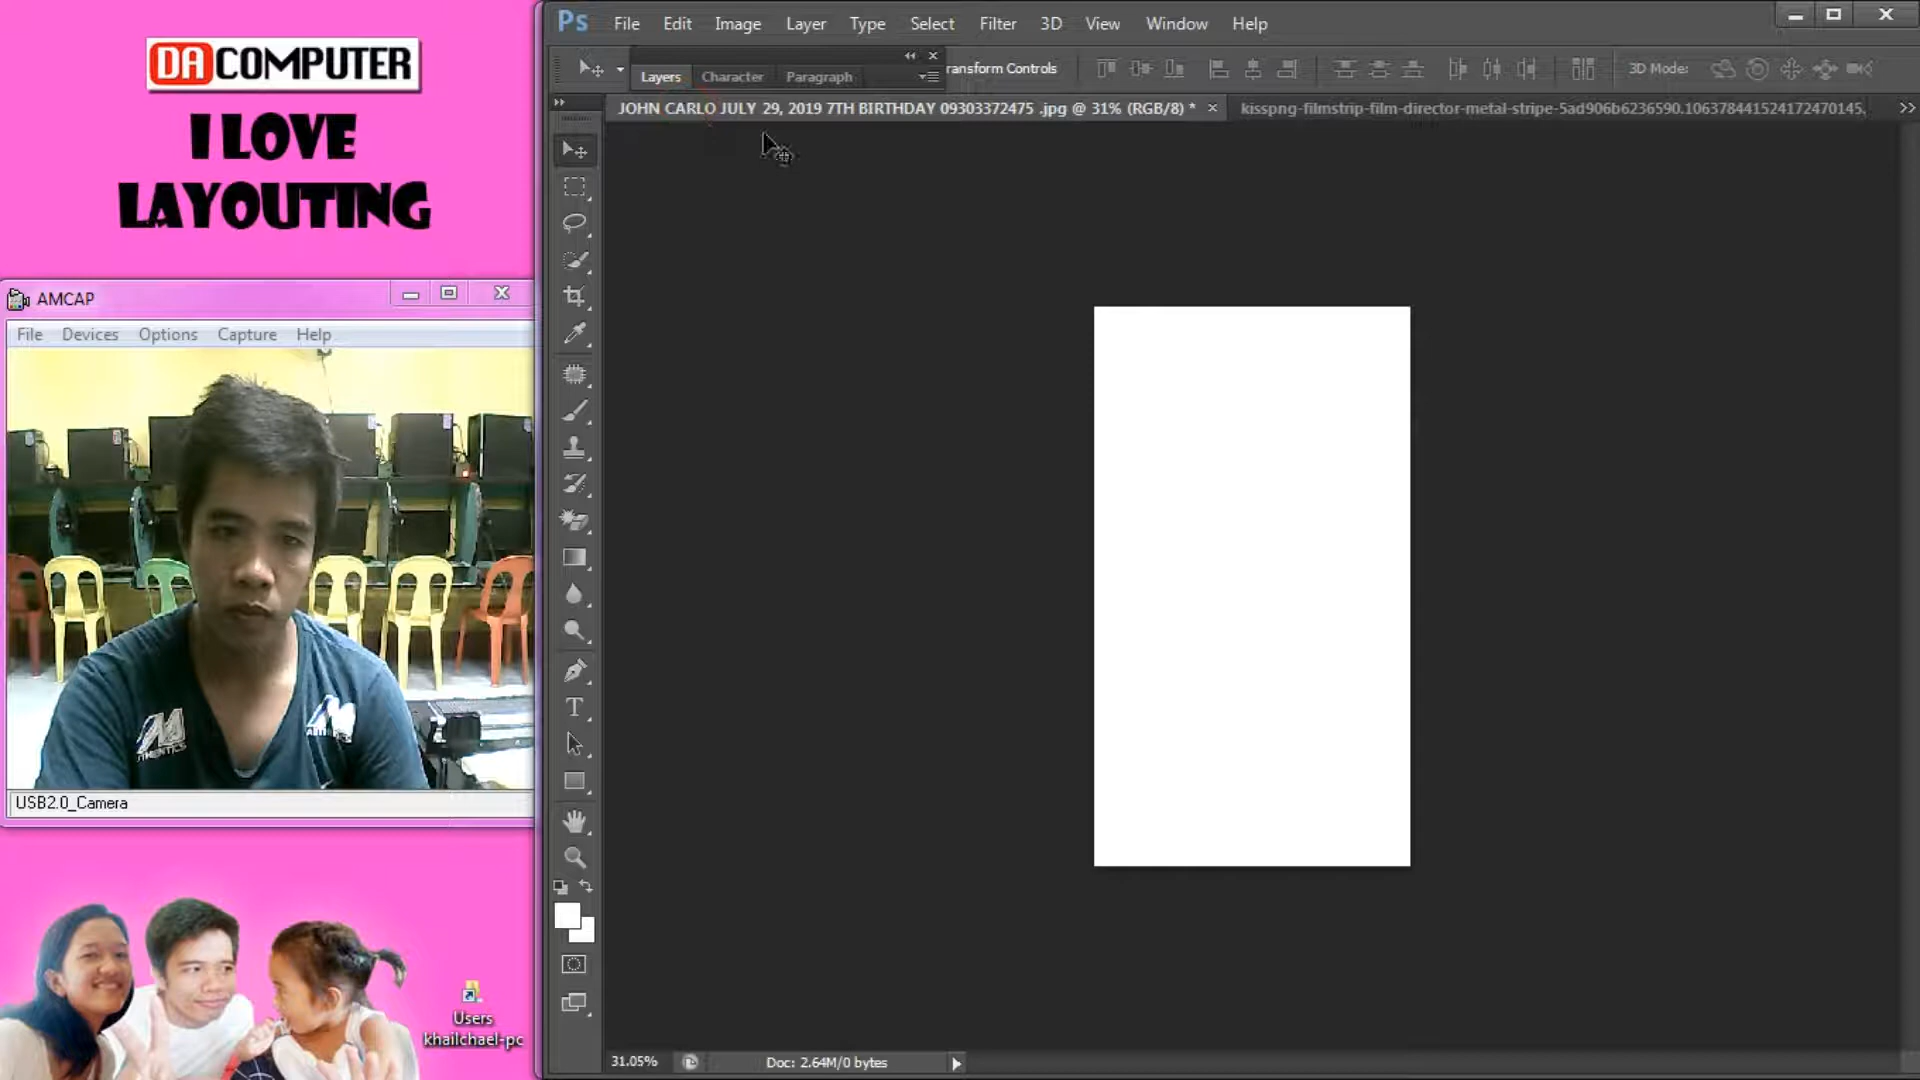 DA COMPUTER
I LOVE
LAYOUTING
AMCAP
File Devices Options Capture Help
USB2.0_Camera
Users
khailchael-pc
Ps File Edit Image Layer Type Select Filter 3D View Window Help
Layers Character Paragraph
ransform Controls
3D Mode:
JOHN CARLO JULY 29, 2019 7TH BIRTHDAY 09303372475 .jpg @ 31% (RGB/8) *
kisspng-filmstrip-film-director-metal-stripe-5ad906b6236590.106378441524172470145.
31.05%
Doc: 2.64M/0 bytes